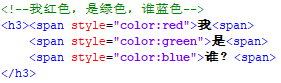 <!--我红色，是绿色，谁蓝色-->
<h3><span style="color:red">我<span>
<span style="color:green">是<span>
<span style="color:blue">谁？<span>
</h3>